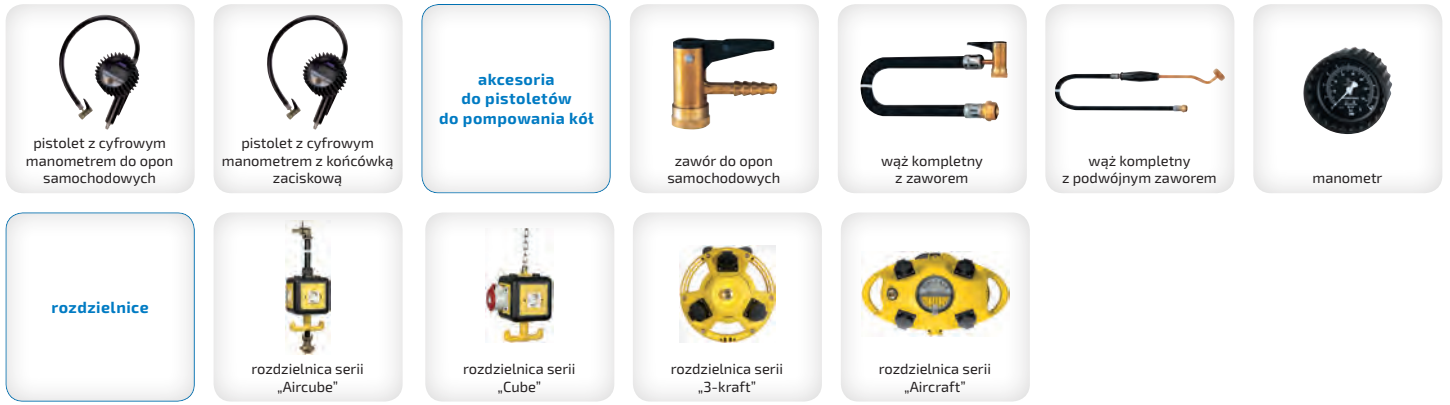 pistolet z cyfrowym
manometrem do opon
samochodowych
pistolet z cyfrowym
manometrem z końcówką
zaciskową
akcesoria
do pistoletów
do pompowania kół
zawór do opon
samochodowych
wąż kompletny
z zaworem
wąż kompletny
z podwójnym zaworem
manometr
rozdzielnice
rozdzielnica serii
„Aircube”
rozdzielnica serii
„Cube”
rozdzielnica serii
„3-kraft”
rozdzielnica serii
„Aircraft”